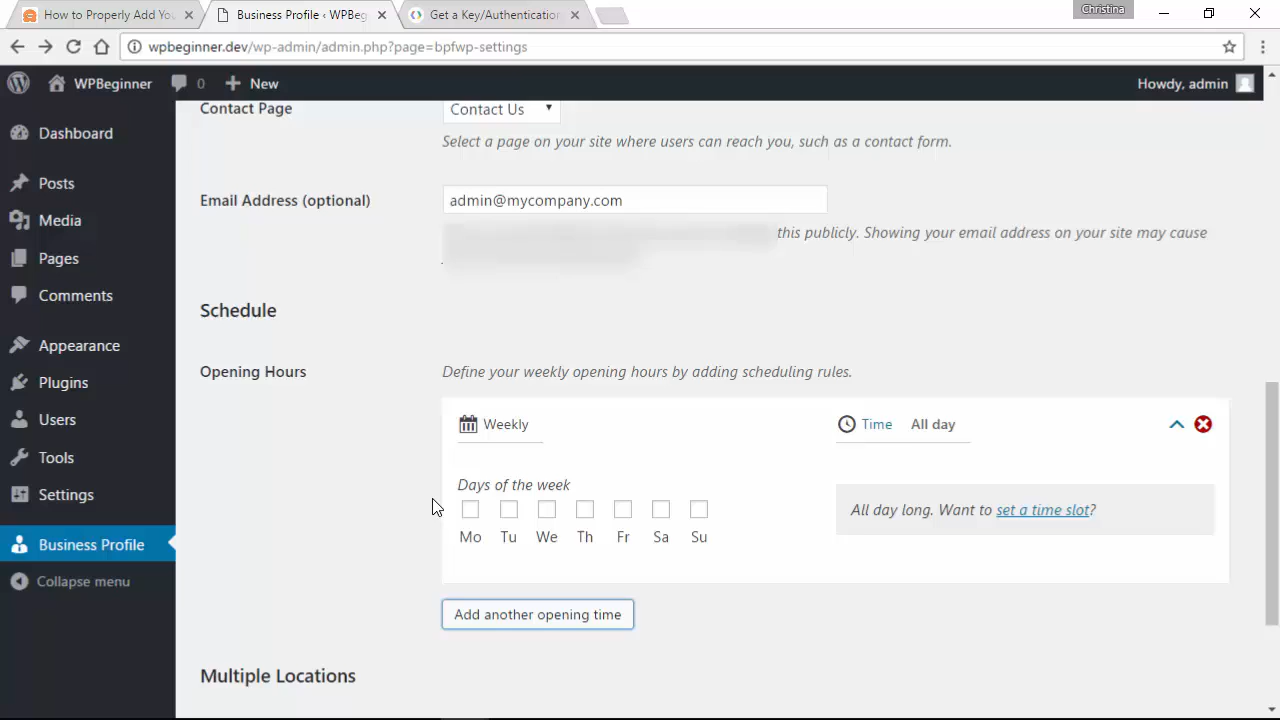 How to Properly Add You
Business Profile ‹ WPBeg
Get a Key/Authentication
Christina
wpbeginner.dev/wp-admin/admin.php?page=bpfwp-settings
WPBeginner
0
New
Howdy, admin
Dashboard
Posts
Media
Pages
Comments
Appearance
Plugins
Users
Tools
Settings
Business Profile
Collapse menu
Contact Page
Contact Us
Select a page on your site where users can reach you, such as a contact form.
Email Address (optional)
admin@mycompany.com
this publicly. Showing your email address on your site may cause
.
Schedule
Opening Hours
Define your weekly opening hours by adding scheduling rules.
Weekly
Time All day
Days of the week
Mo Tu We Th Fr Sa Su
All day long. Want to set a time slot?
Add another opening time
Multiple Locations